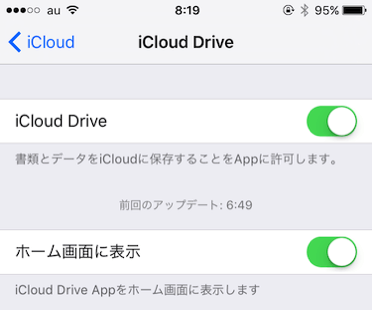 au 8:19 95%
iCloud iCloud Drive
iCloud Drive
書類とデータをiCloudに保存することをAppに許可します。
前回のアップデート: 6:49
ホーム画面に表示
iCloud Drive Appをホーム画面に表示します